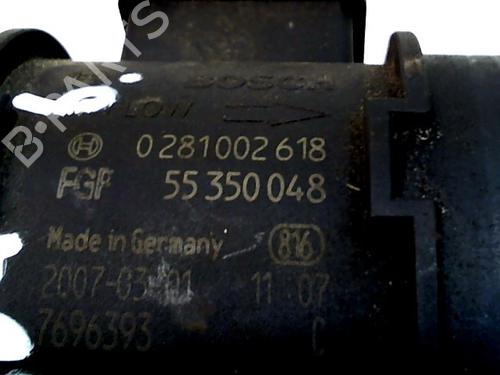 BOSCH
FLOW
0 281 002 618
FGP 55 350 048
Made in Germany 816
2007-03-01 11 07
7696393 C
B-PARTS